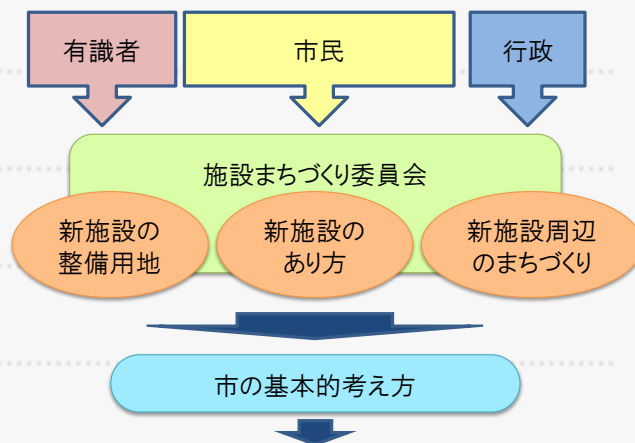 有識者
市民
行政
施設まちづくり委員会
新施設の
整備用地
新施設の
あり方
新施設周辺
のまちづくり
市の基本的考え方